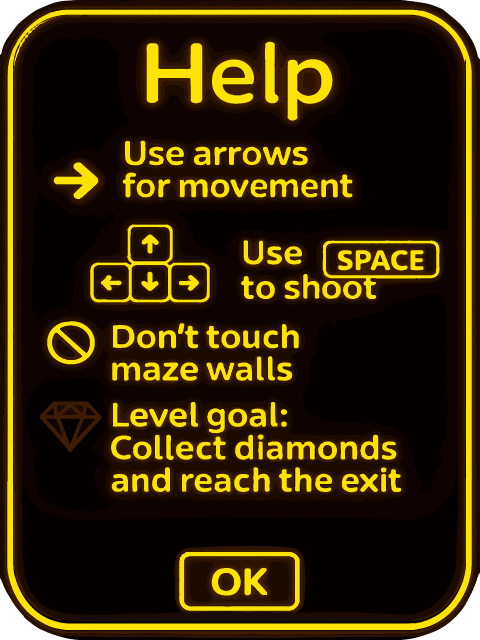 Help
Use arrows
for movement
Use SPACE
to shoot
Don't touch
maze walls
Level goal:
Collect diamonds
and reach the exit
OK